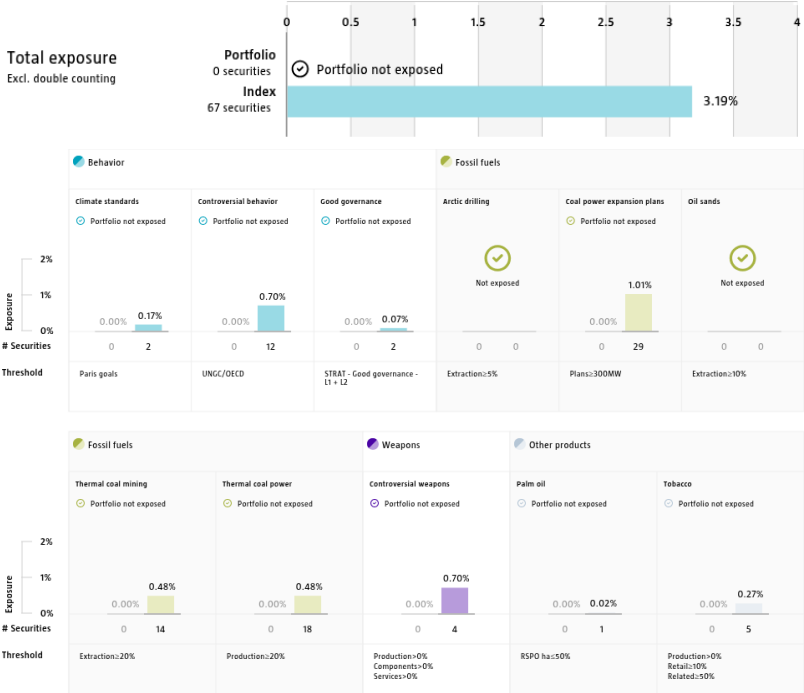 0 0.5 1 1.5 2 2.5 3 3.5 4
Total exposure
Excl. double counting
Portfolio
0 securities
Portfolio not exposed
Index
67 securities
3.19%
Behavior
Fossil fuels
Climate standards Controversial behavior Good governance Arctic drilling Coal power expansion plans Oil sands
Portfolio not exposed Portfolio not exposed Portfolio not exposed Portfolio not exposed
Not exposed Not exposed
Exposure
2%
1%
0%
0.00% 0.17% 0.00% 0.70% 0.00% 0.07% 0.00% 1.01%
# Securities 0 2 0 12 0 2 0 0 0 29 0 0
Threshold Paris goals UNGC/OECD STRAT - Good governance - Extraction≥5% Plans≥300MW Extraction≥10%
L1 + L2
Fossil fuels Weapons Other products
Thermal coal mining Thermal coal power Controversial weapons Palm oil Tobacco
Portfolio not exposed Portfolio not exposed Portfolio not exposed Portfolio not exposed Portfolio not exposed
Exposure
2%
1%
0%
0.00% 0.48% 0.00% 0.48% 0.00% 0.70% 0.00% 0.02% 0.00% 0.27%
# Securities 0 14 0 18 0 4 0 1 0 5
Threshold Extraction≥20% Production≥20% Production>0% RSPO ha≤50% Production>0%
Components>0% Retail≥10%
Services>0% Related≥50%